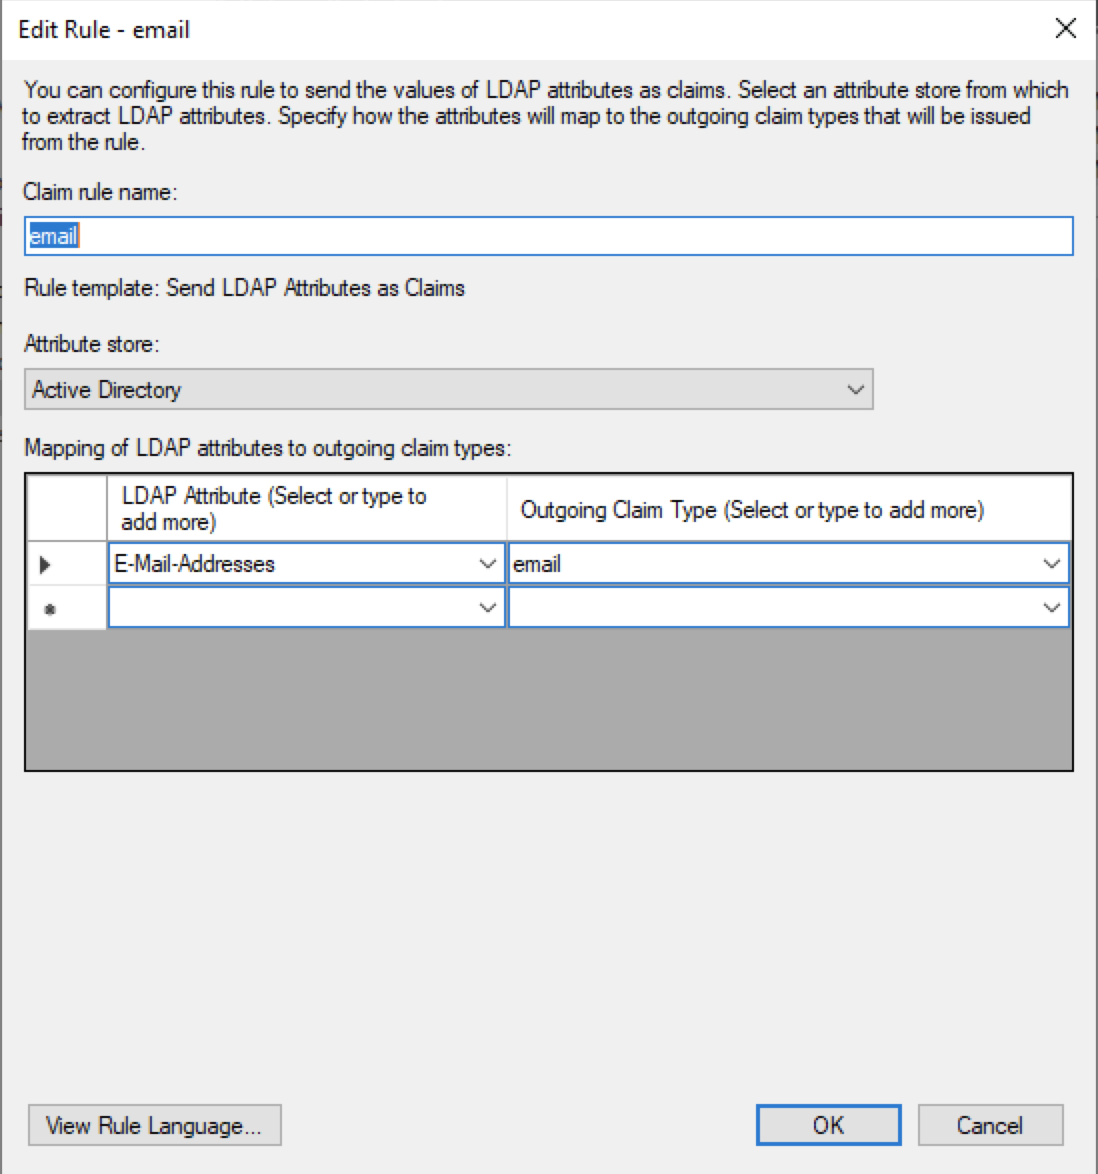 Edit Rule - email
You can configure this rule to send the values of LDAP attributes as claims. Select an attribute store from which
to extract LDAP attributes. Specify how the attributes will map to the outgoing claim types that will be issued
from the rule.
Claim rule name:
email
Rule template: Send LDAP Attributes as Claims
Attribute store:
Active Directory
Mapping of LDAP attributes to outgoing claim types:
LDAP Attribute (Select or type to
add more)
Outgoing Claim Type (Select or type to add more)
E-Mail-Addresses
email
View Rule Language...
OK
Cancel